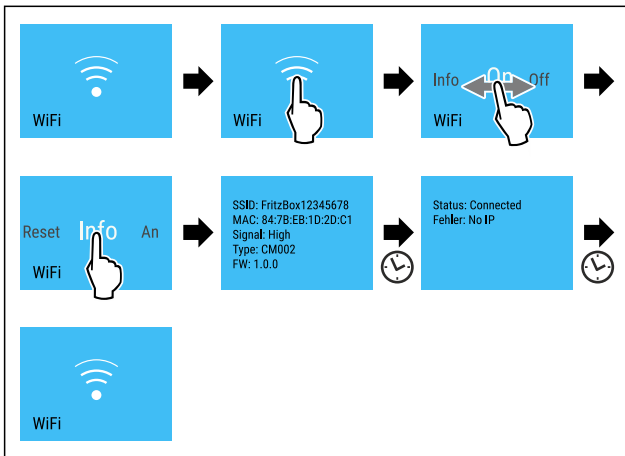 WiFi
WiFi
Info On Off
WiFi
Reset Info An
WiFi
SSID: FritzBox12345678
MAC: 84:7B:EB:1D:2D:C1
Signal: High
Type: CM002
FW: 1.0.0
Status: Connected
Fehler: No IP
WiFi